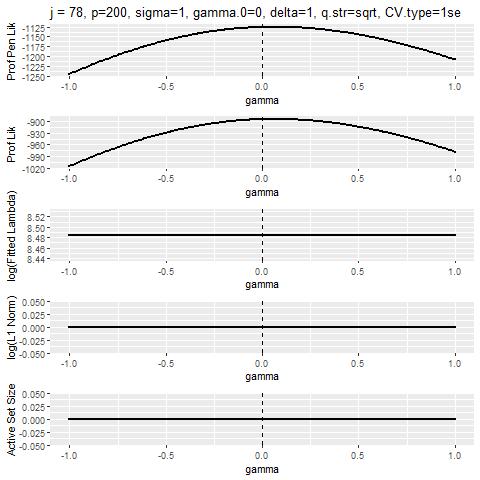 j = 78, p=200, sigma=1, gamma.0=0, delta=1, q.str=sqrt, CV.type=1se
Prof Pen Lik
-1125
-1150
-1175
-1200
-1225
-1250
-1.0 -0.5 0.0 0.5 1.0
gamma
Prof Lik
-900
-930
-960
-990
-1020
-1.0 -0.5 0.0 0.5 1.0
gamma
log(Fitted Lambda)
8.52
8.50
8.48
8.46
8.44
-1.0 -0.5 0.0 0.5 1.0
gamma
log(L1 Norm)
0.050
0.025
0.000
-0.025
-0.050
-1.0 -0.5 0.0 0.5 1.0
gamma
Active Set Size
0.050
0.025
0.000
-0.025
-0.050
-1.0 -0.5 0.0 0.5 1.0
gamma